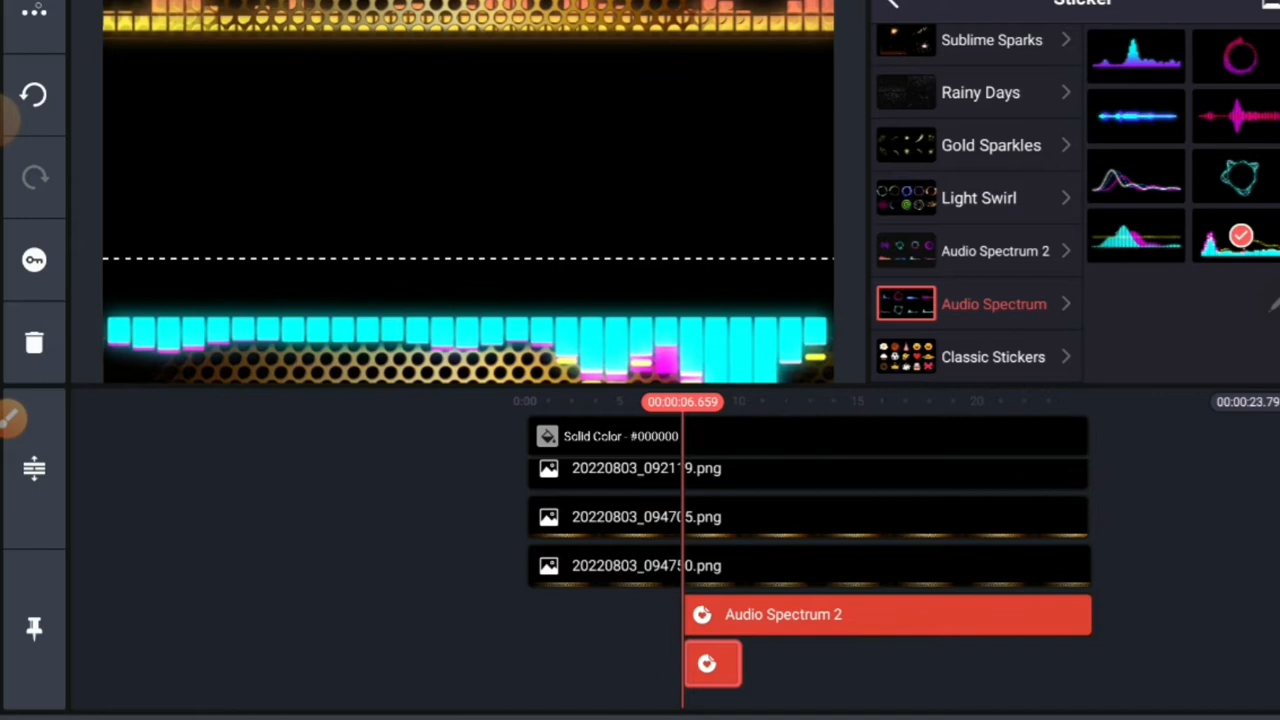 Sticker
Sublime Sparks
Rainy Days
Gold Sparkles
Light Swirl
Audio Spectrum 2
Audio Spectrum
Classic Stickers
0:00
5
00:00:06.659
10
15
20
00:00:23.79
Solid Color - #000000
20220803_092119.png
20220803_094705.png
20220803_094750.png
Audio Spectrum 2